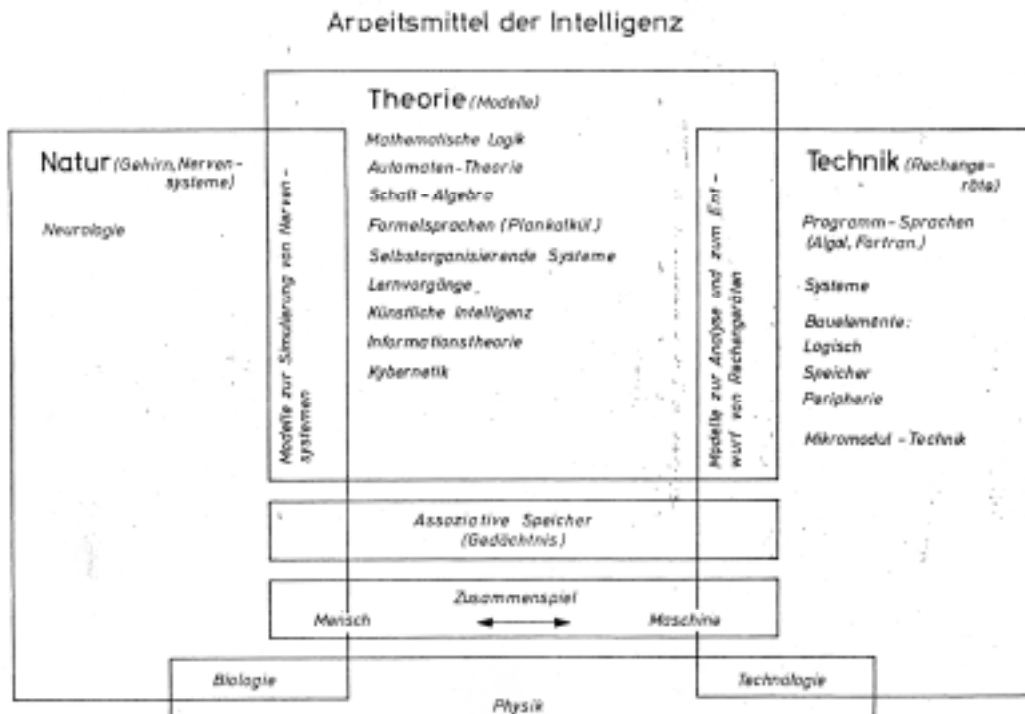 Arbeitsmittel der Intelligenz
Theorie (Modelle)
Mathematische Logik
Automaten-Theorie
Schalt-Algebra
Formelsprachen (Plankalkül)
Selbstorganisierende Systeme
Lernvorgänge
Künstliche Intelligenz
Informationstheorie
Kybernetik
Natur (Gehirn, Nerven-
systeme)
Neurologie
Modelle zur Simulierung von Nerven-
systemen
Modelle zur Analyse und zum Ent-
wurf von Rechengeräten
Technik (Rechenge-
räte)
Programm-Sprachen
(Algol, Fortran)
Systeme
Bauelemente:
Logisch
Speicher
Peripherie
Mikromodul-Technik
Assoziative Speicher
(Gedächtnis)
Zusammenspiel
Mensch
Maschine
Biologie
Technologie
Physik